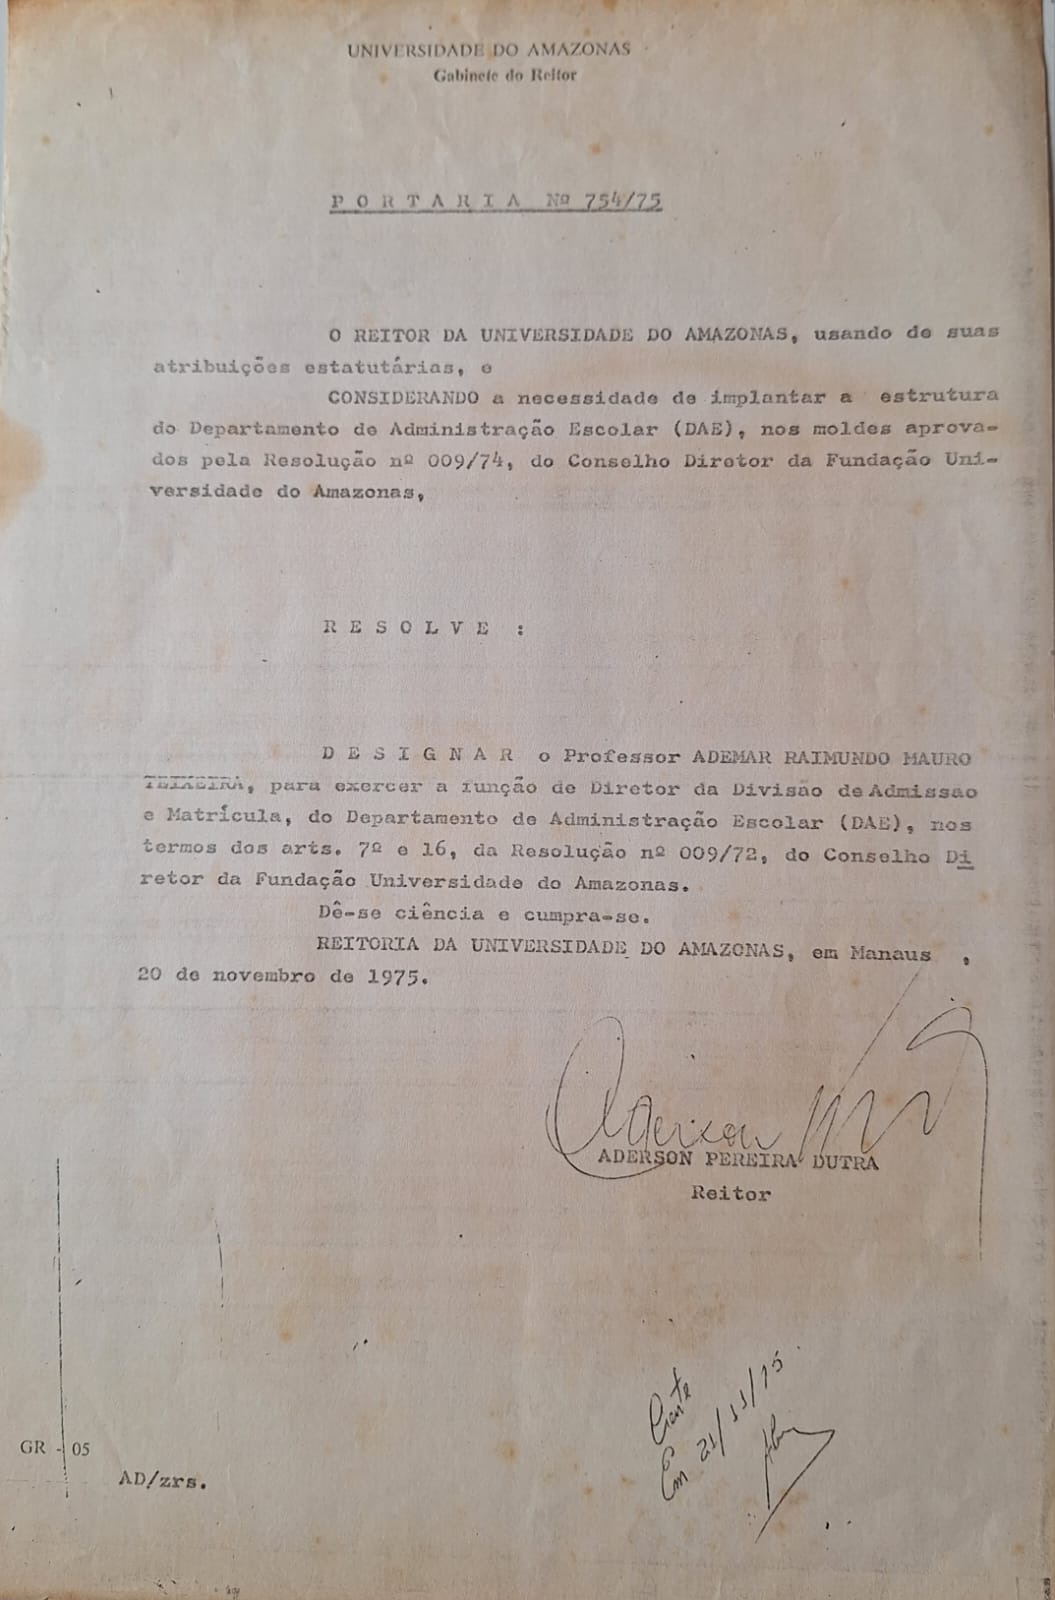 UNIVERSIDADE DO AMAZONAS
Gabinete do Reitor
P O R T A R I A Nº 754/75
O REITOR DA UNIVERSIDADE DO AMAZONAS, usando de suas
atribuições estatutárias, e
CONSIDERANDO a necessidade de implantar a estrutura
do Departamento de Administração Escolar (DAE), nos moldes aprova-
dos pela Resolução nº 009/74, do Conselho Diretor da Fundação Uni-
versidade do Amazonas,
R E S O L V E :
D E S I G N A R o Professor ADEMAR RAIMUNDO MAURO
TEIXEIRA, para exercer a função de Diretor da Divisão de Admissão
e Matrícula, do Departamento de Administração Escolar (DAE), nos
termos dos arts. 7º e 16, da Resolução nº 009/72, do Conselho Di
retor da Fundação Universidade do Amazonas.
Dê-se ciência e cumpra-se.
REITORIA DA UNIVERSIDADE DO AMAZONAS, em Manaus ,
20 de novembro de 1975.
ADERSON PEREIRA DUTRA
Reitor
Ciente
Em 21/11/75
GR - 05
AD/zrs.